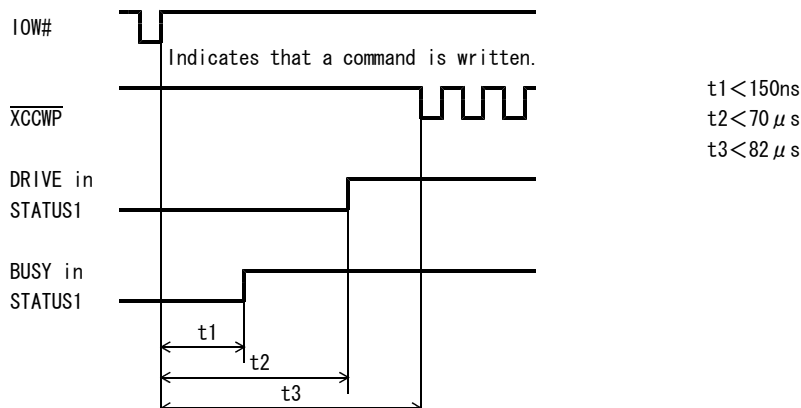 IOW#
Indicates that a command is written.
XCCWP
t1＜150ns
t2＜70μs
t3＜82μs
DRIVE in
STATUS1
BUSY in
STATUS1
t1
t2
t3